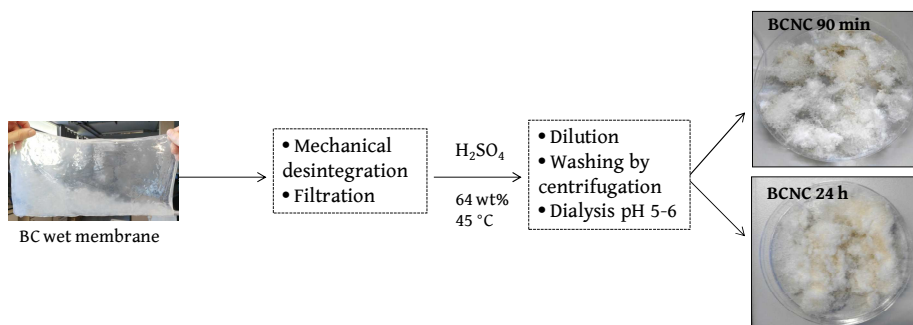 BC wet membrane
• Mechanical
desintegration
• Filtration
H₂SO₄
64 wt%
45 °C
• Dilution
• Washing by
centrifugation
• Dialysis pH 5-6
BCNC 90 min
BCNC 24 h